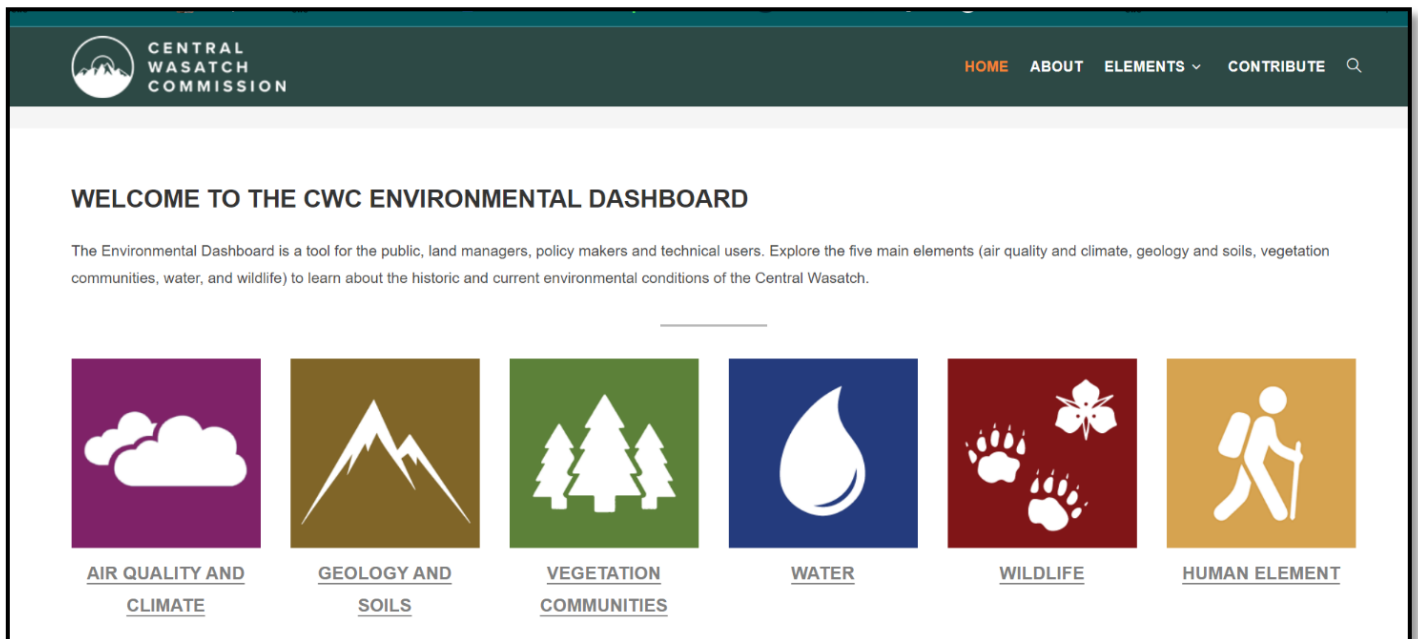 CENTRAL
WASATCH
COMMISSION
HOME ABOUT ELEMENTS CONTRIBUTE
WELCOME TO THE CWC ENVIRONMENTAL DASHBOARD
The Environmental Dashboard is a tool for the public, land managers, policy makers and technical users. Explore the five main elements (air quality and climate, geology and soils, vegetation
communities, water, and wildlife) to learn about the historic and current environmental conditions of the Central Wasatch.
AIR QUALITY AND
CLIMATE
GEOLOGY AND
SOILS
VEGETATION
COMMUNITIES
WATER
WILDLIFE
HUMAN ELEMENT